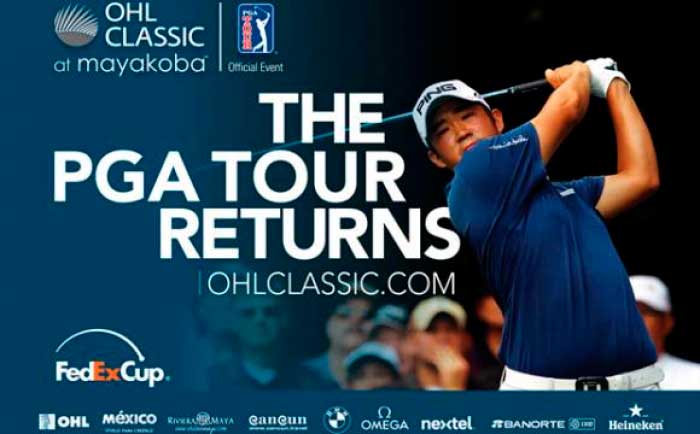 OHL
CLASSIC
at mayakoba
PGA
TOUR
Official Event
PING
THE
PGA TOUR
RETURNS
OHLCLASSIC.COM
FedExCup
OHL
MÉXICO
RIVIERA MAYA
cancun
BMW
OMEGA
nextel
BANORTE
Heineken